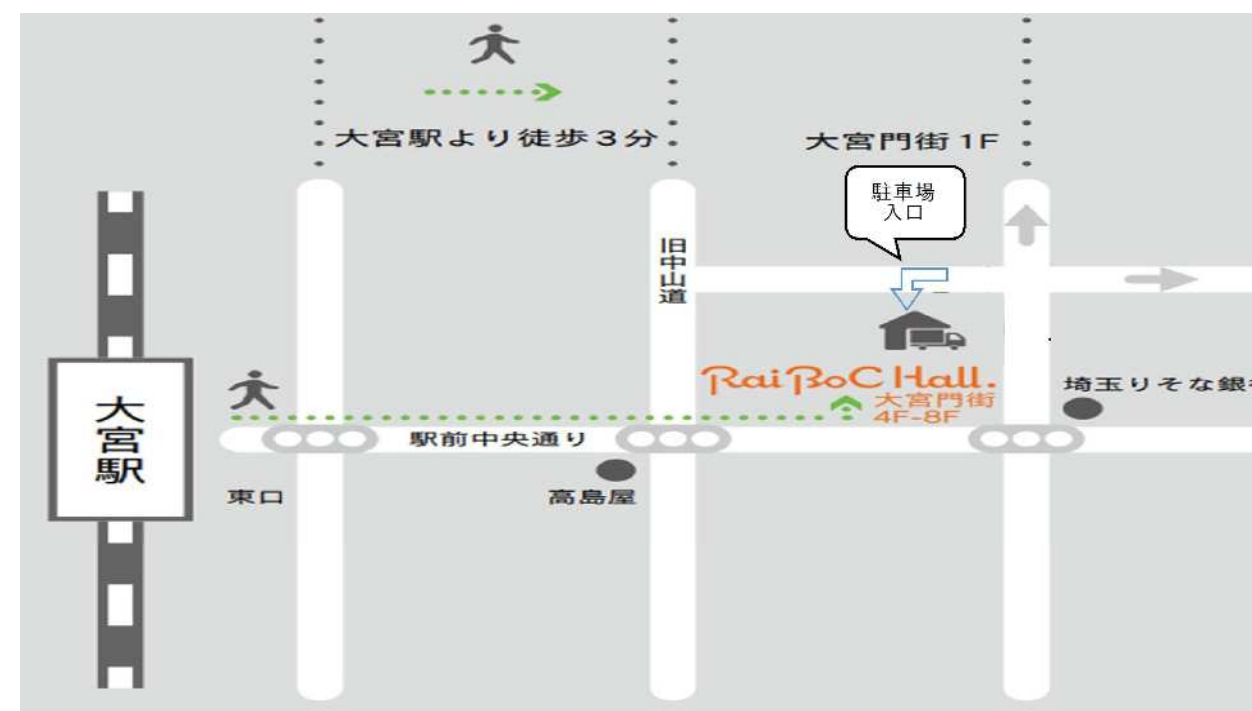 大宮駅より徒歩3分
大宮門街1F
駐車場
入口
旧中山道
RaiBoC Hall.
大宮門街
4F-8F
埼玉りそな銀行
大宮駅
駅前中央通り
東口
高島屋